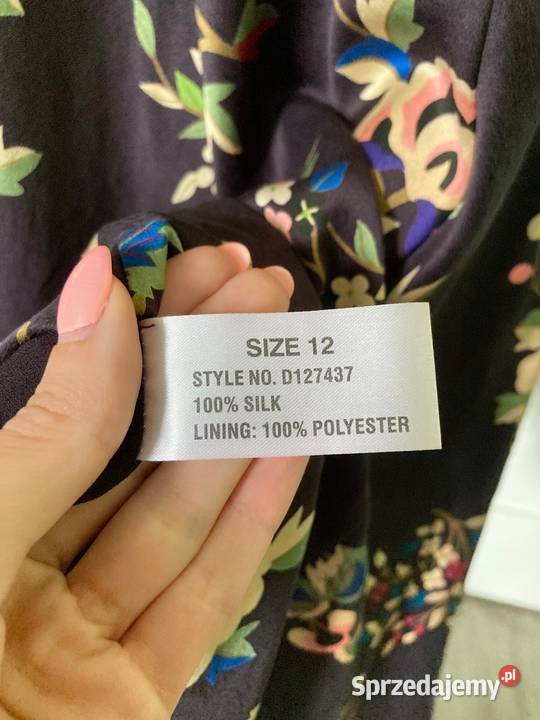 SIZE 12
STYLE NO. D127437
100% SILK
LINING: 100% POLYESTER
Sprzedajemy.pl